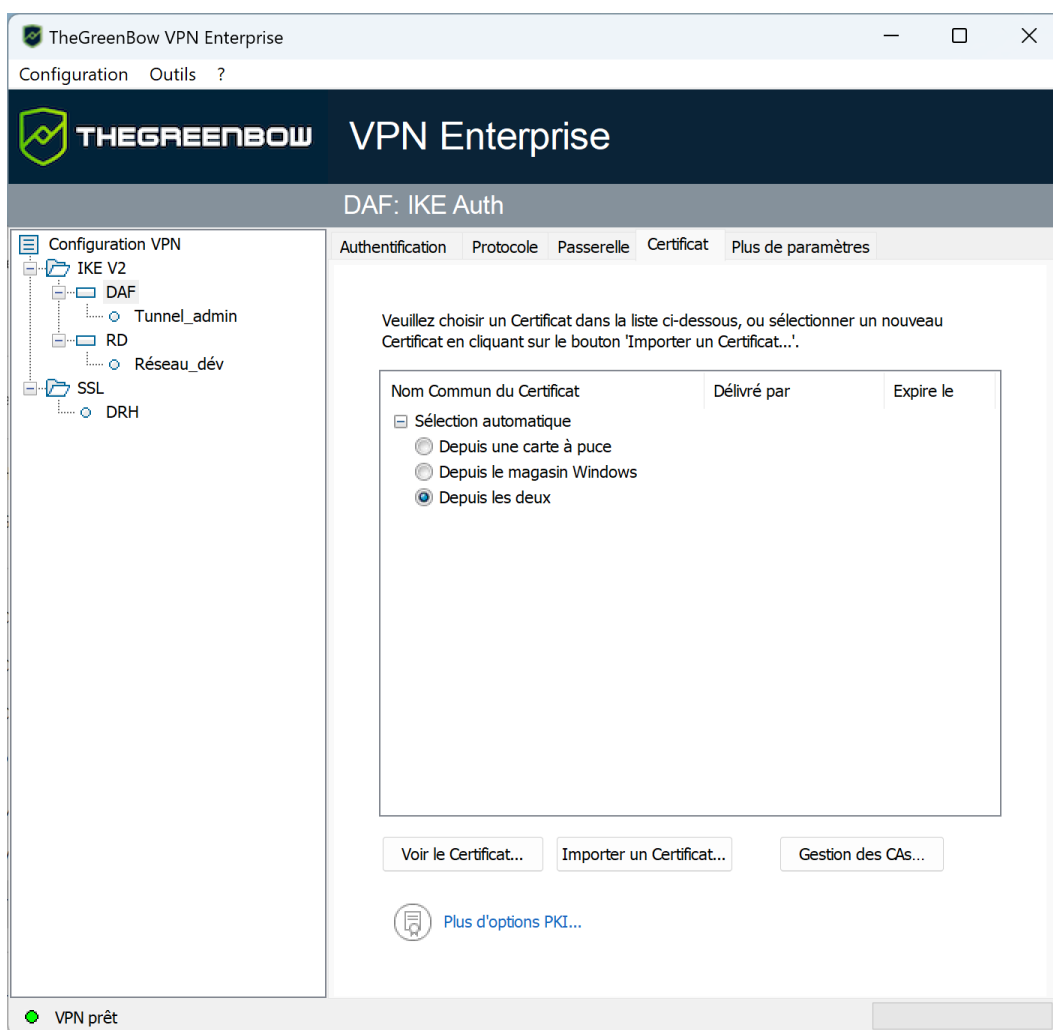 TheGreenBow VPN Enterprise
Configuration Outils ?
THEGREENBOW VPN Enterprise
DAF: IKE Auth
Configuration VPN
IKE V2
DAF
Tunnel_admin
RD
Réseau_dév
SSL
DRH
Authentification Protocole Passerelle Certificat Plus de paramètres
Veuillez choisir un Certificat dans la liste ci-dessous, ou sélectionner un nouveau
Certificat en cliquant sur le bouton 'Importer un Certificat...'.
Nom Commun du Certificat Délivré par Expire le
Sélection automatique
Depuis une carte à puce
Depuis le magasin Windows
Depuis les deux
Voir le Certificat... Importer un Certificat... Gestion des CAs...
Plus d'options PKI...
VPN prêt